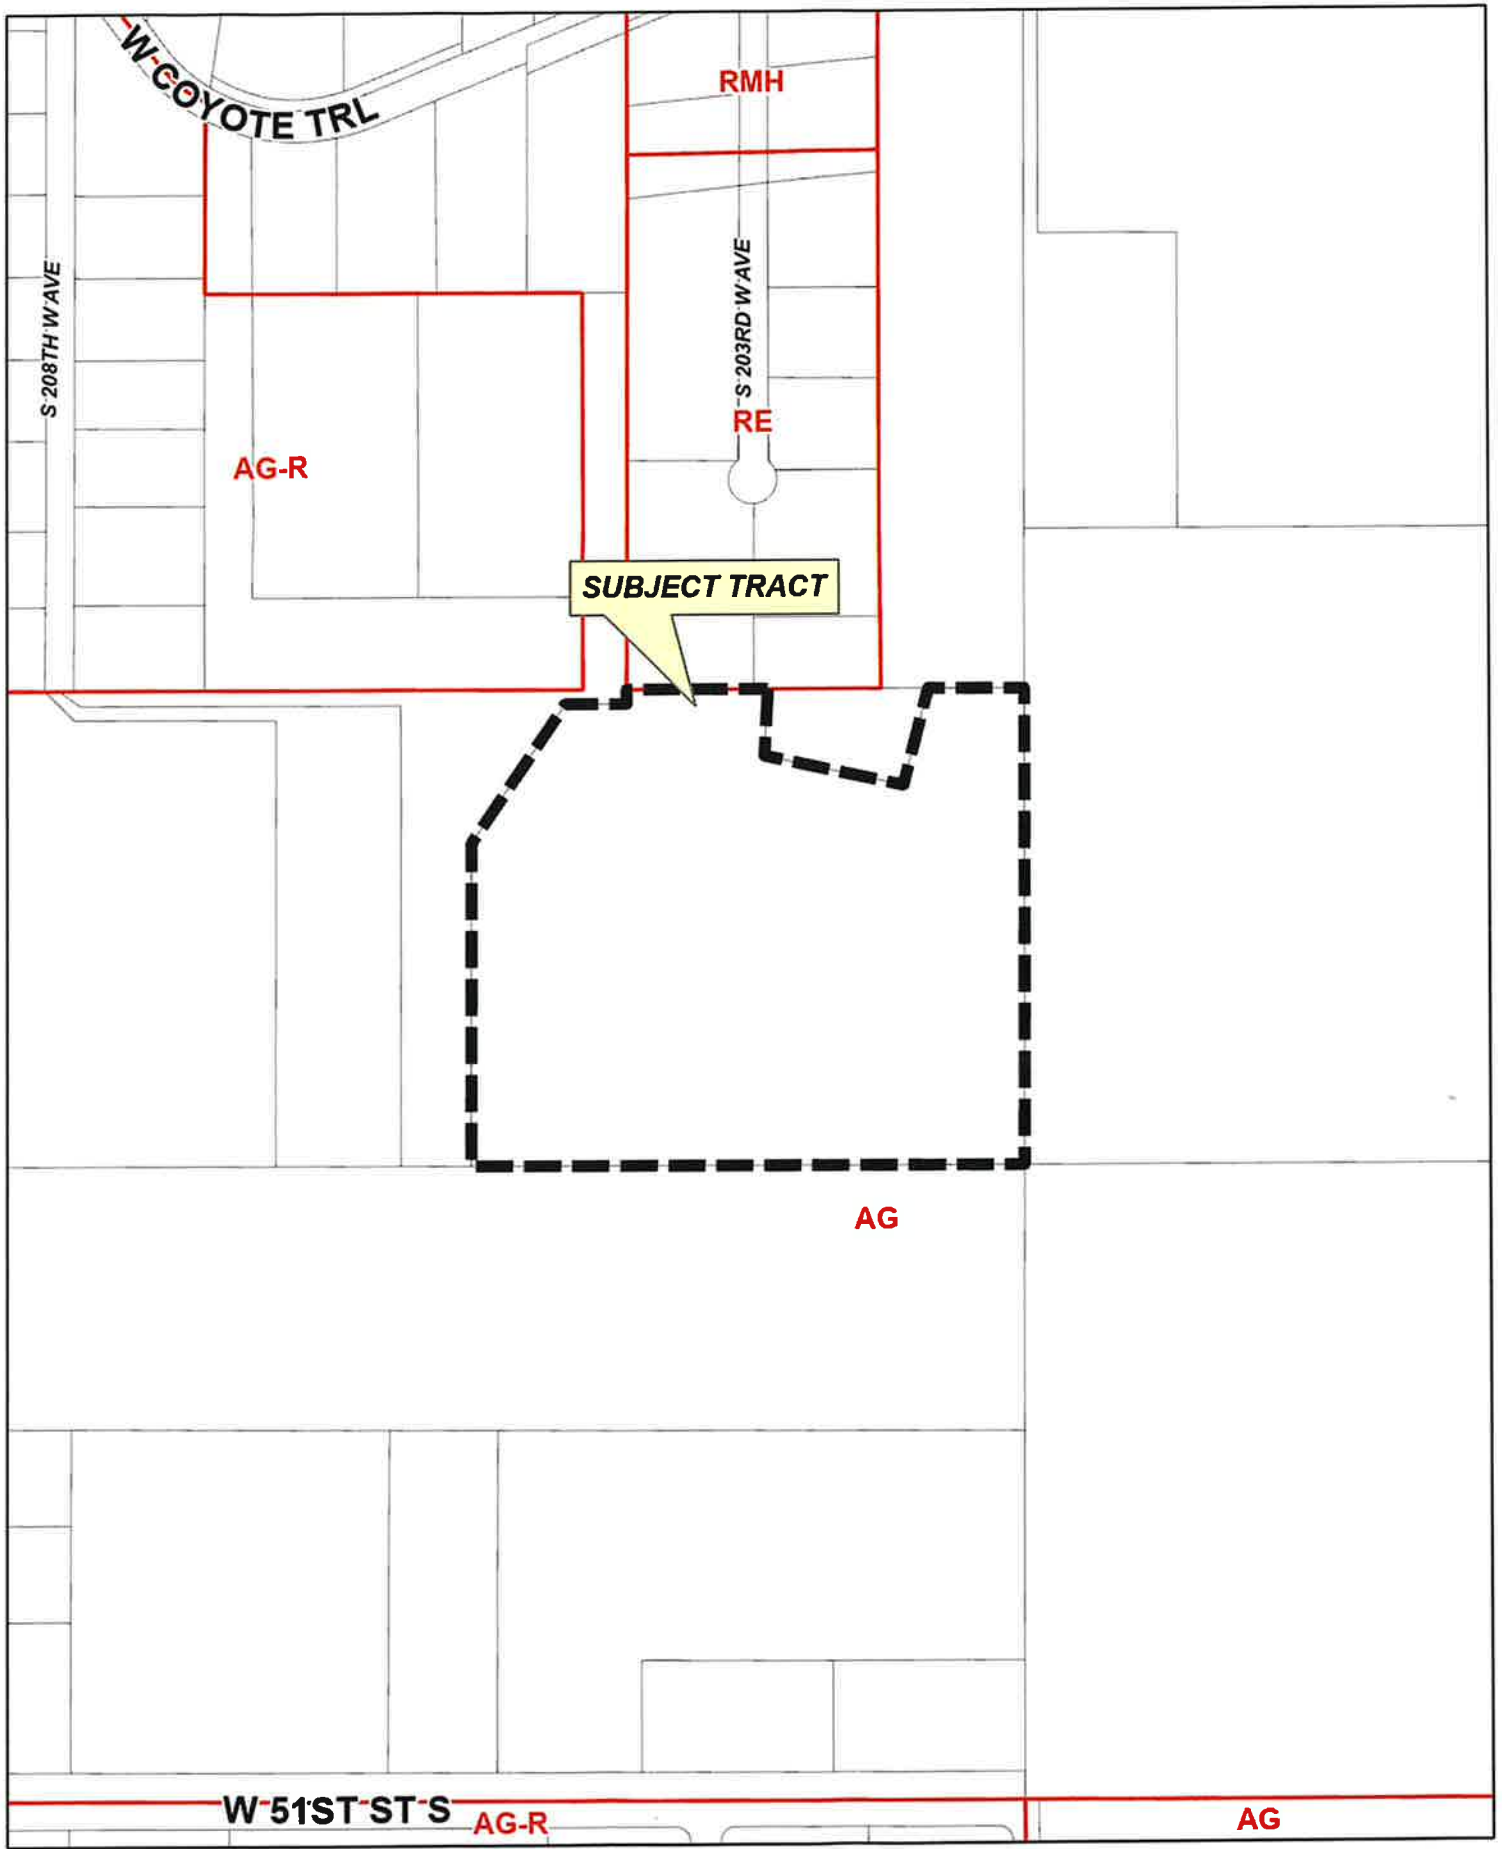 W COYOTE TRL
RMH
S 208TH W AVE
S 203RD W AVE
RE
AG-R
SUBJECT TRACT
AG
W 51ST ST S
AG-R
AG